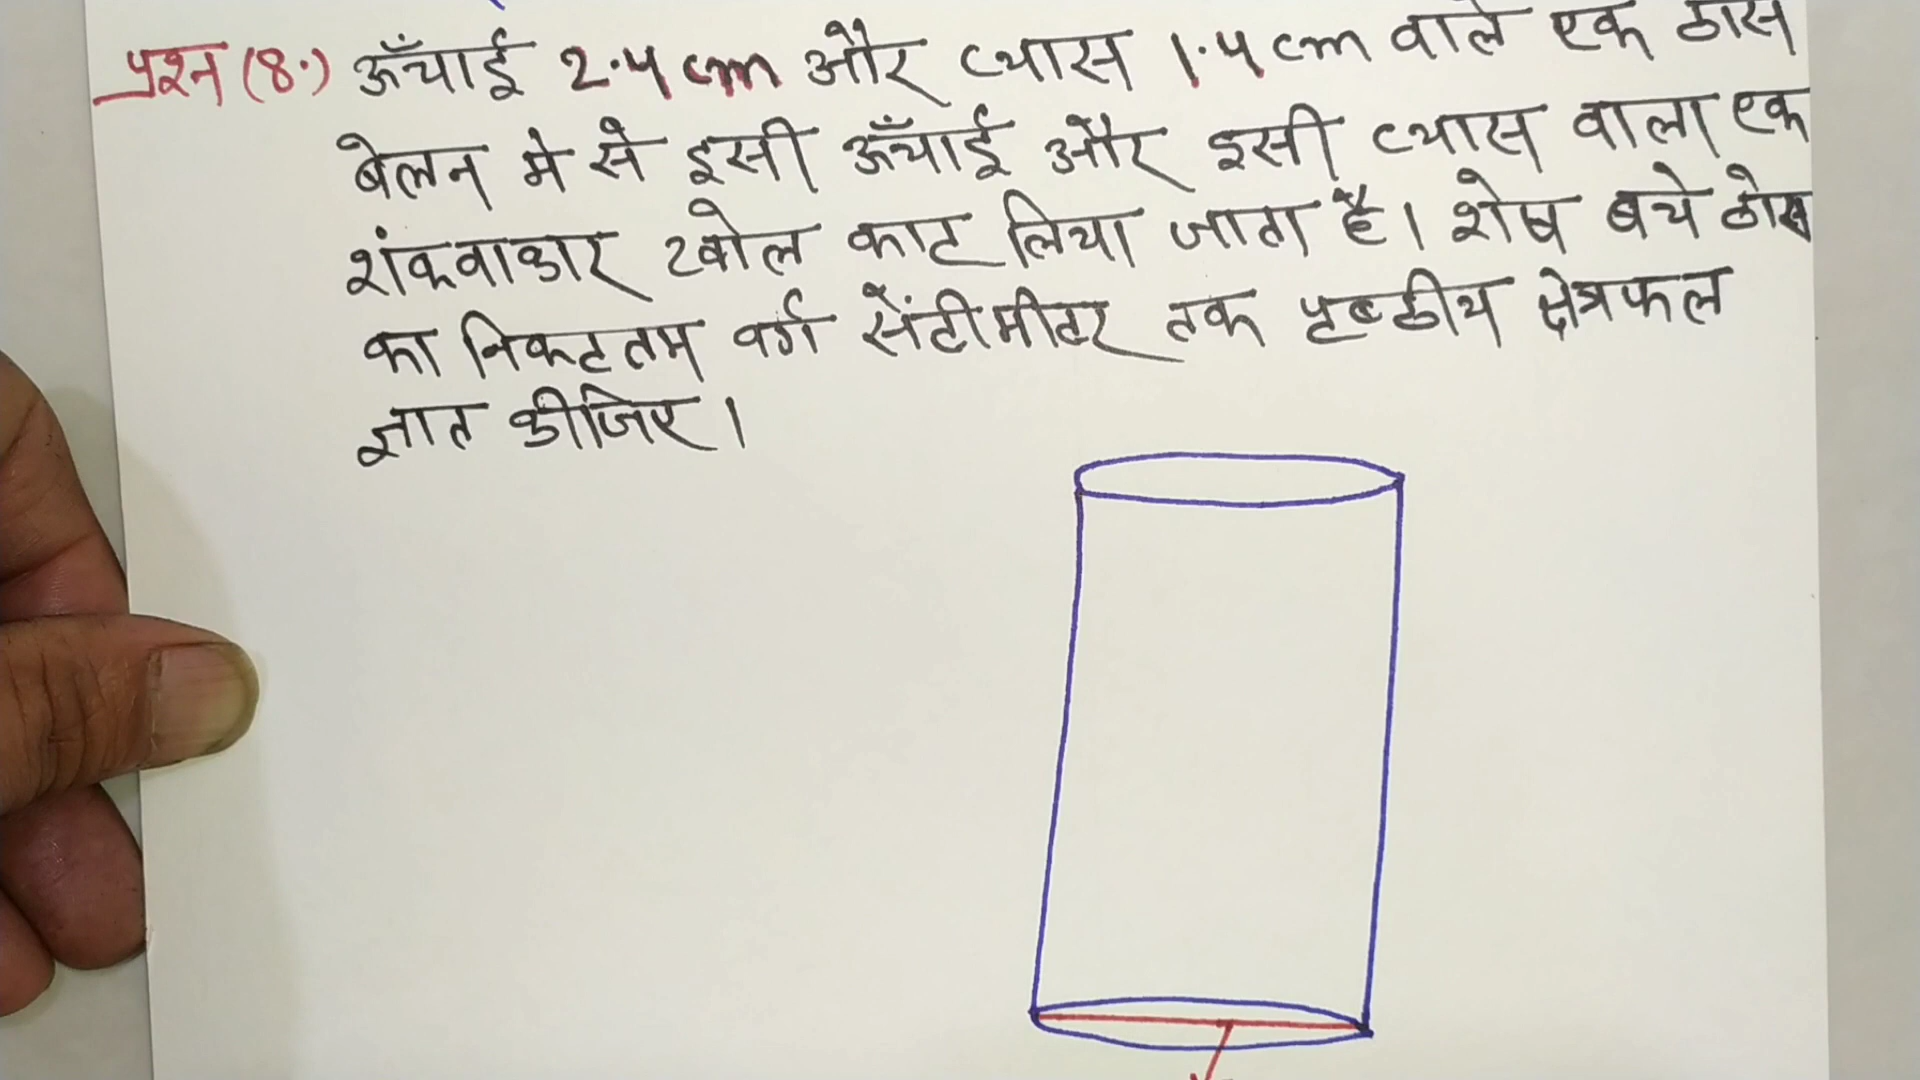 प्रश्न (8.) ऊँचाई 2.4 cm और व्यास 1.4 cm वाले एक ठोस
बेलन मे से इसी ऊँचाई और इसी व्यास वाला एक
शंकवाकार खोल काट लिया जाता है। शेष बचे ठोस
का निकटतम वर्ग सेंटीमीटर तक पृष्ठीय क्षेत्रफल
ज्ञात कीजिए।